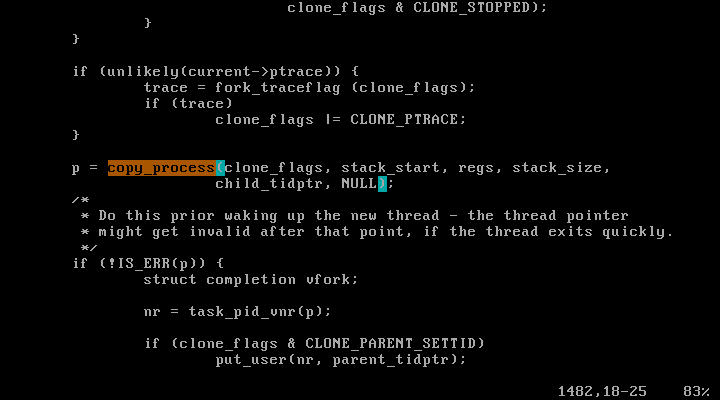 clone_flags & CLONE_STOPPED);
}
}
if (unlikely(current->ptrace)) {
trace = fork_traceflag (clone_flags);
if (trace)
clone_flags |= CLONE_PTRACE;
}
p = copy_process(clone_flags, stack_start, regs, stack_size,
child_tidptr, NULL);
/*
* Do this prior waking up the new thread - the thread pointer
* might get invalid after that point, if the thread exits quickly.
*/
if (!IS_ERR(p)) {
struct completion vfork;
nr = task_pid_vnr(p);
if (clone_flags & CLONE_PARENT_SETTID)
put_user(nr, parent_tidptr);
1482,18-25 83%